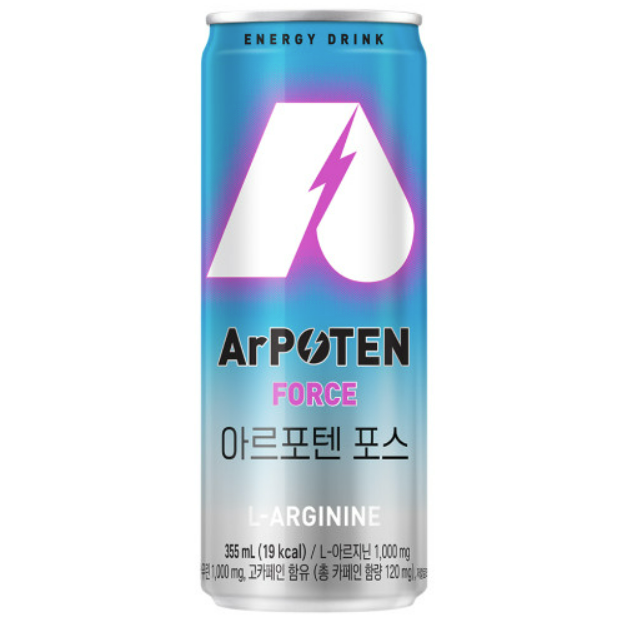 ENERGY DRINK
ArPOTEN
FORCE
아르포텐 포스
L-ARGININE
355 mL (19 kcal) / L-아르지닌 1,000 mg
1,000 mg, 고카페인 함유 (총 카페인 함량 120 mg),